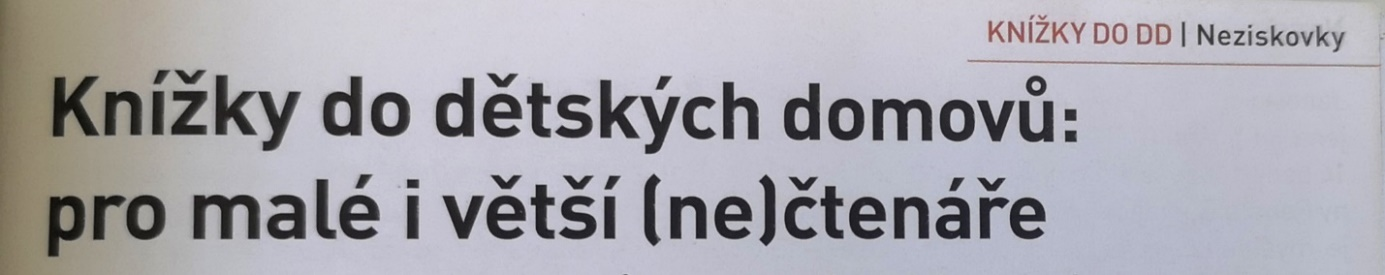 KNÍŽKY DO DD | Neziskovky
Knížky do dětských domovů:
pro malé i větší (ne)čtenáře